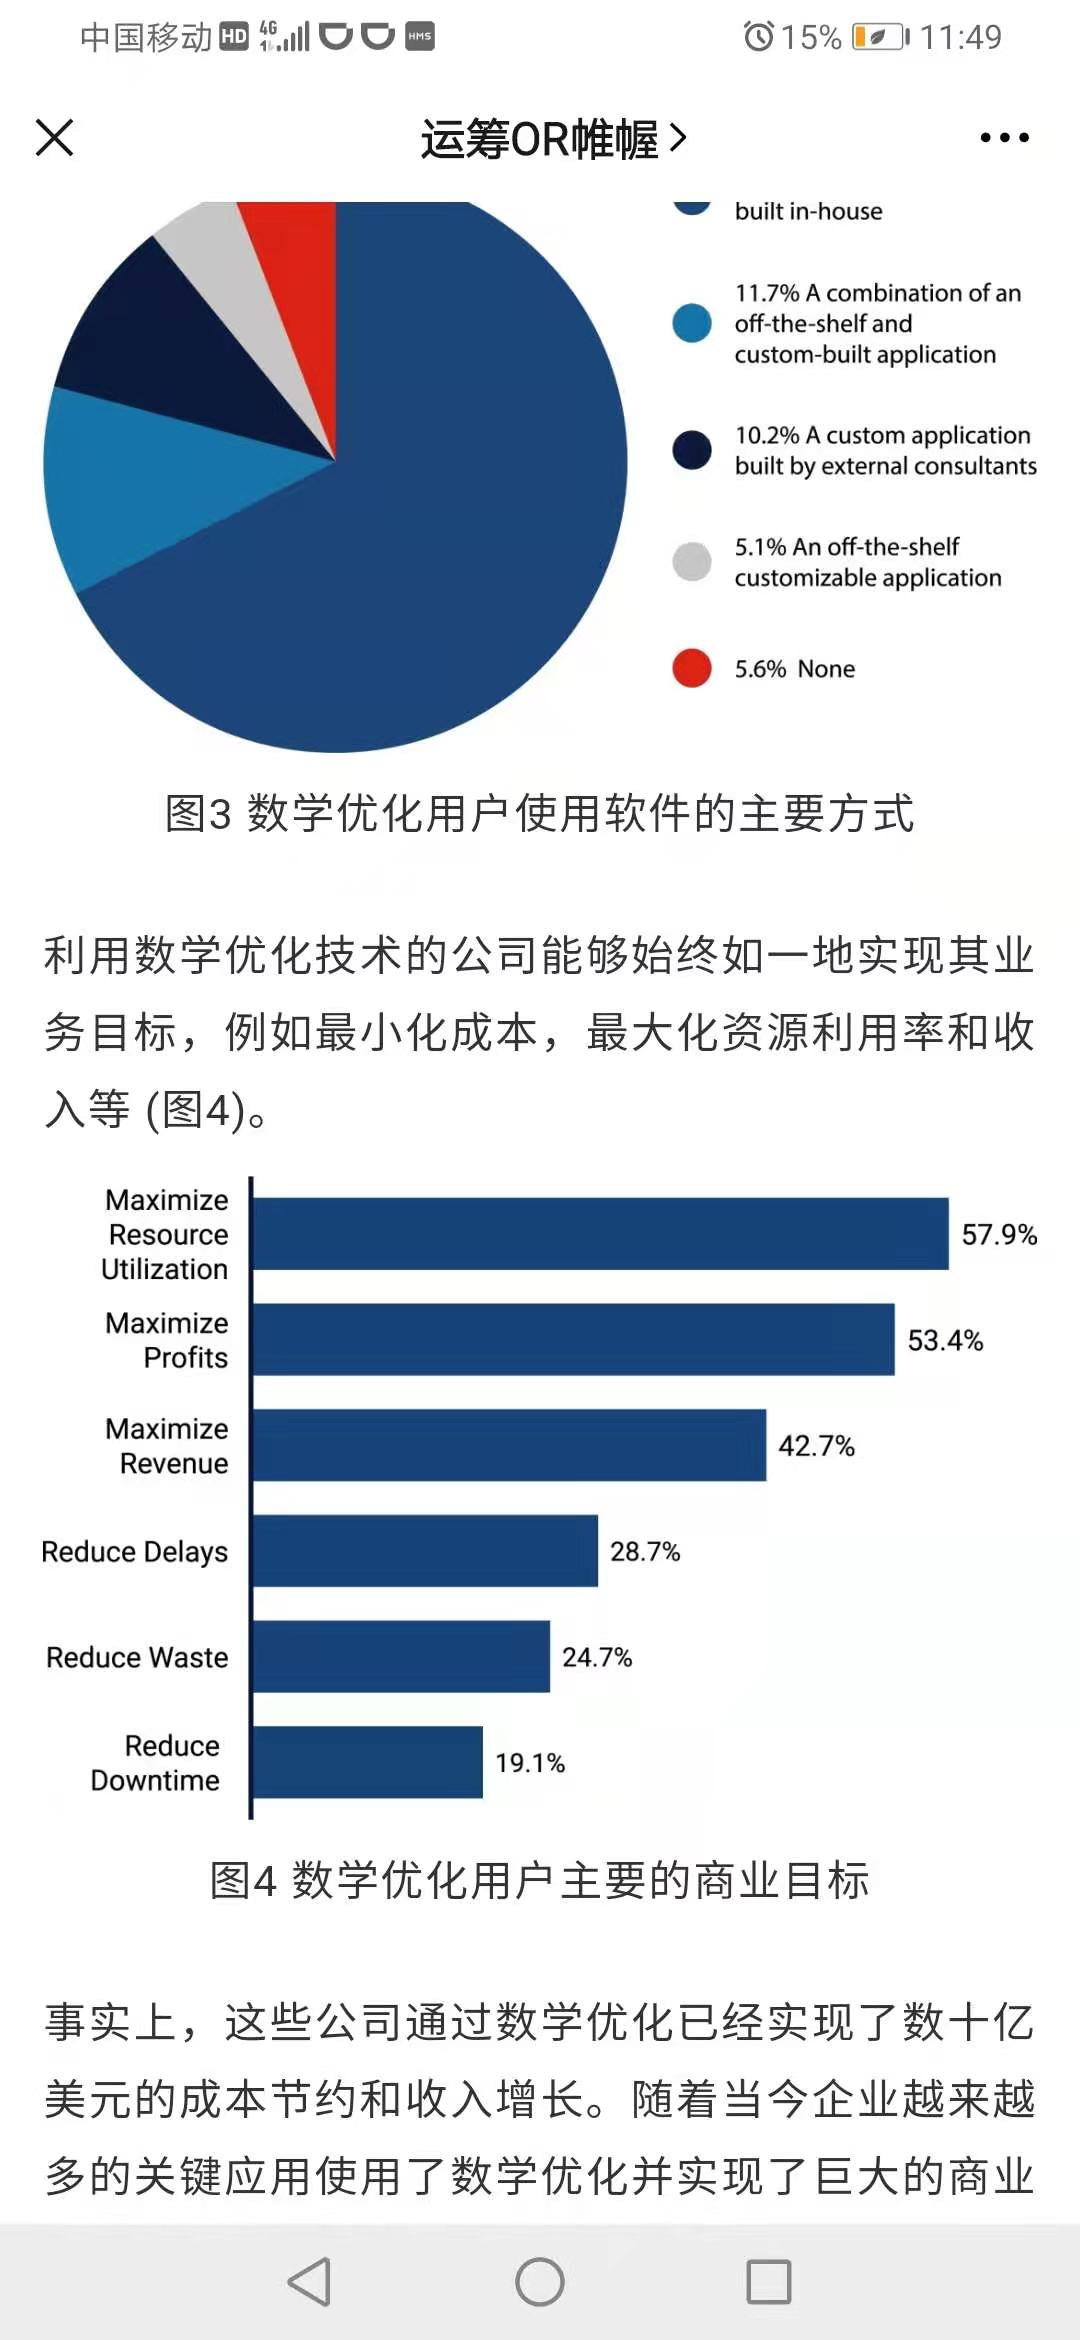 中国移动 HD 4G HMS 15% 11:49
运筹OR帷幄
built in-house
11.7% A combination of an
off-the-shelf and
custom-built application
10.2% A custom application
built by external consultants
5.1% An off-the-shelf
customizable application
5.6% None
图3 数学优化用户使用软件的主要方式
利用数学优化技术的公司能够始终如一地实现其业
务目标，例如最小化成本，最大化资源利用率和收
入等 (图4)。
Maximize
Resource
Utilization
57.9%
Maximize
Profits
53.4%
Maximize
Revenue
42.7%
Reduce Delays
28.7%
Reduce Waste
24.7%
Reduce
Downtime
19.1%
图4 数学优化用户主要的商业目标
事实上，这些公司通过数学优化已经实现了数十亿
美元的成本节约和收入增长。随着当今企业越来越
多的关键应用使用了数学优化并实现了巨大的商业